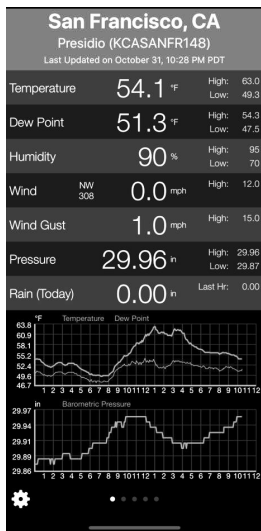 San Francisco, CA
Presidio (KCASANFR148)
Last Updated on October 31, 10:28 PM PDT
Temperature 54.1 °F High: 63.0 Low: 49.3
Dew Point 51.3 °F High: 54.3 Low: 47.5
Humidity 90 % High: 95 Low: 70
Wind NW 308 0.0 mph High: 12.0
Wind Gust 1.0 mph High: 15.0
Pressure 29.96 in High: 29.96 Low: 29.87
Rain (Today) 0.00 in Last Hr: 0.00
°F Temperature Dew Point
63.8
60.9
58.1
55.2
52.4
49.6
46.7
1 2 3 4 5 6 7 8 9 10 11 12 1 2 3 4 5 6 7 8 9 10 11 12
in Barometric Pressure
29.97
29.94
29.91
29.89
29.86
1 2 3 4 5 6 7 8 9 10 11 12 1 2 3 4 5 6 7 8 9 10 11 12